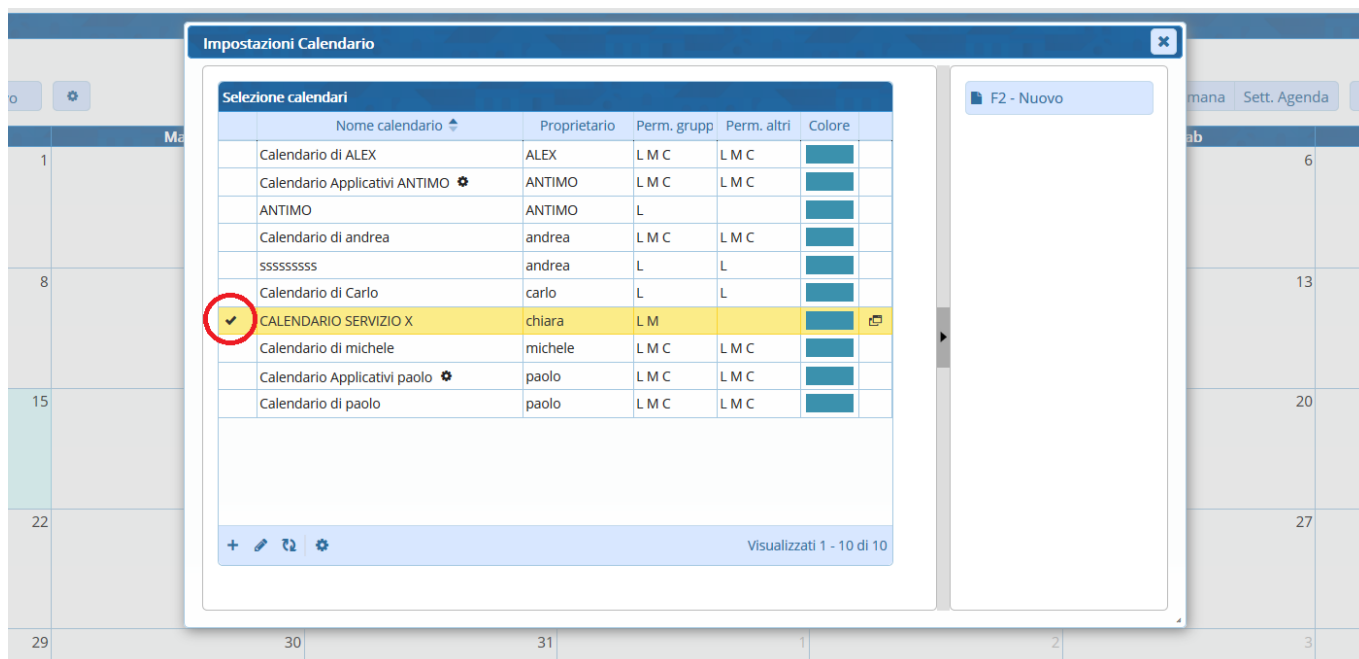 Impostazioni Calendario
Selezione calendari
Nome calendario Proprietario Perm. grupp Perm. altri Colore
Calendario di ALEX ALEX L M C L M C
Calendario Applicativi ANTIMO ANTIMO L M C L M C
ANTIMO ANTIMO L
Calendario di andrea andrea L M C L M C
sssssssss andrea L L
Calendario di Carlo carlo L L
CALENDARIO SERVIZIO X chiara L M
Calendario di michele michele L M C L M C
Calendario Applicativi paolo paolo L M C L M C
Calendario di paolo paolo L M C L M C
Visualizzati 1 - 10 di 10
F2 - Nuovo
vo
mana Sett. Agenda
Ma
ab
1 6
8 13
15 20
22 27
29 30 31 1 2 3